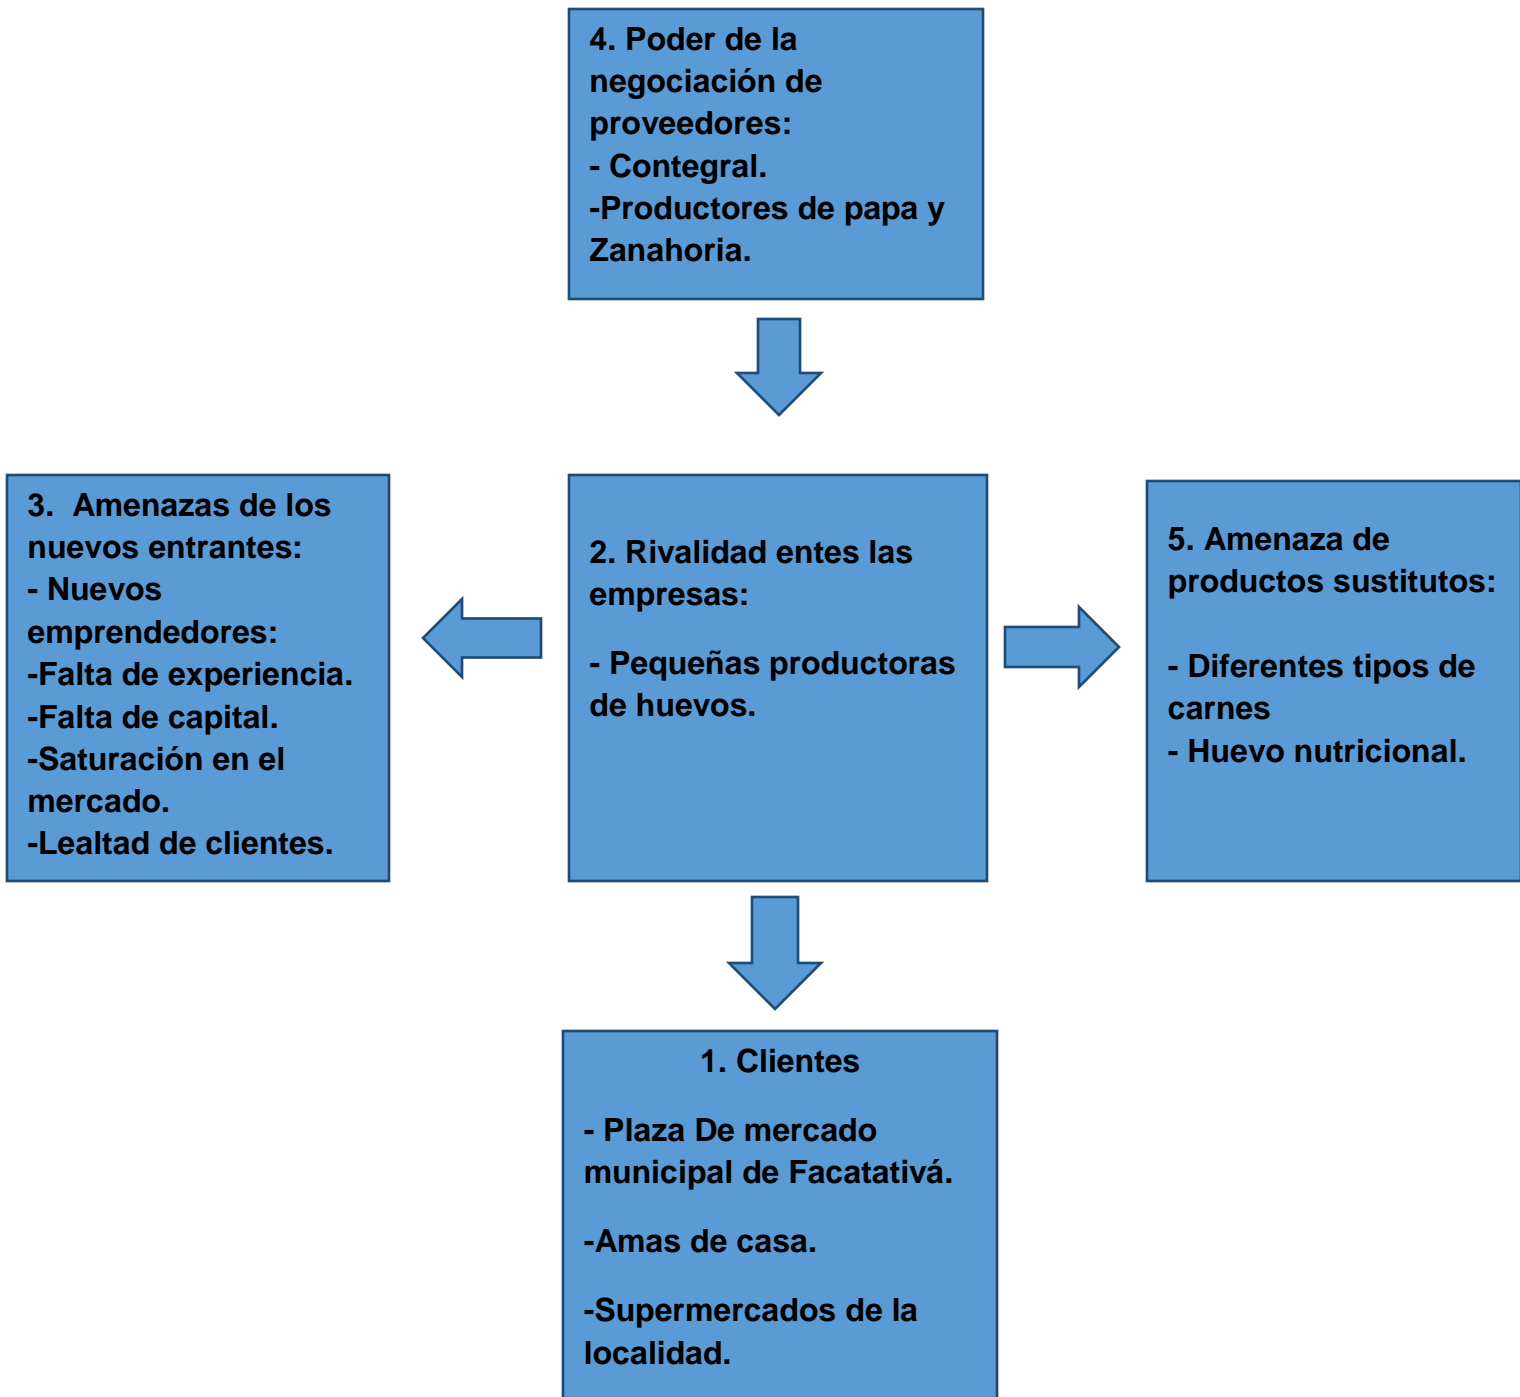 4. Poder de la
negociación de
proveedores:
- Contegral.
-Productores de papa y
Zanahoria.
3.  Amenazas de los
nuevos entrantes:
- Nuevos
emprendedores:
-Falta de experiencia.
-Falta de capital.
-Saturación en el
mercado.
-Lealtad de clientes.
2. Rivalidad entes las
empresas:
- Pequeñas productoras
de huevos.
5. Amenaza de
productos sustitutos:
- Diferentes tipos de
carnes
- Huevo nutricional.
1. Clientes
- Plaza De mercado
municipal de Facatativá.
-Amas de casa.
-Supermercados de la
localidad.